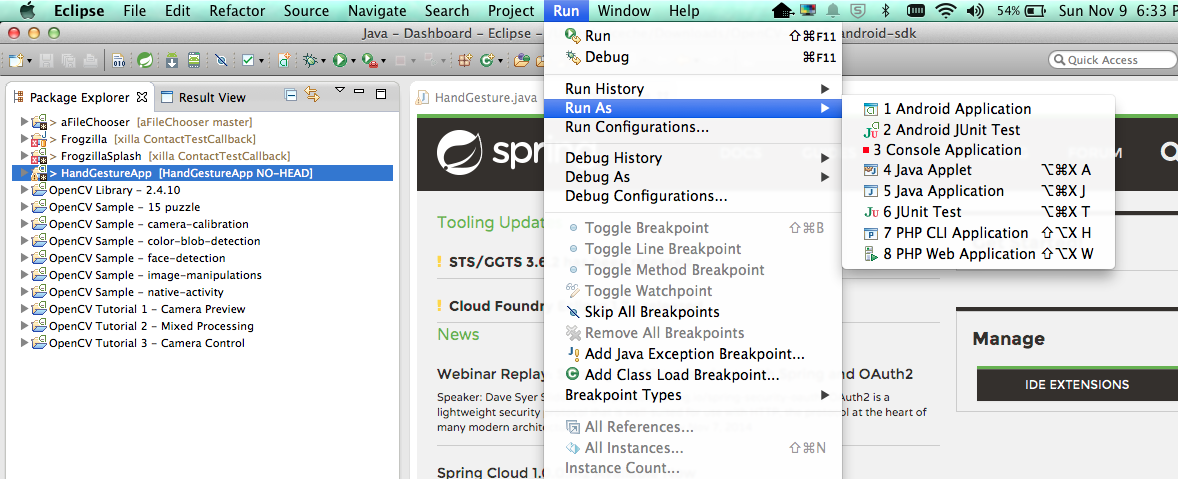 Eclipse File Edit Refactor Source Navigate Search Project Run Window Help 54% Sun Nov 9 6:33 P
Java - Dashboard - Eclipse - android-sdk
Quick Access
Package Explorer Result View
> aFileChooser [aFileChooser master]
> Frogzilla [xilla ContactTestCallback]
> FrogzillaSplash [xilla ContactTestCallback]
> HandGestureApp [HandGestureApp NO-HEAD]
OpenCV Library - 2.4.10
OpenCV Sample - 15 puzzle
OpenCV Sample - camera-calibration
OpenCV Sample - color-blob-detection
OpenCV Sample - face-detection
OpenCV Sample - image-manipulations
OpenCV Sample - native-activity
OpenCV Tutorial 1 - Camera Preview
OpenCV Tutorial 2 - Mixed Processing
OpenCV Tutorial 3 - Camera Control
HandGesture.java
spring
Tooling Updat
! STS/GGTS 3.6.
! Cloud Foundry
News
Webinar Replay: and OAuth2
Speaker: Dave Syer Auth2 is a
lightweight security ol at the heart of
many modern archit
Spring Cloud 1.0
Run ⇧⌘F11
Debug ⌘F11
Run History
Run As
Run Configurations...
Debug History
Debug As
Debug Configurations...
Toggle Breakpoint ⇧⌘B
Toggle Line Breakpoint
Toggle Method Breakpoint
Toggle Watchpoint
Skip All Breakpoints
Remove All Breakpoints
Add Java Exception Breakpoint...
Add Class Load Breakpoint...
Breakpoint Types
All References...
All Instances... ⇧⌘N
Instance Count...
1 Android Application
2 Android JUnit Test
3 Console Application
4 Java Applet ⌥⌘X A
5 Java Application ⌥⌘X J
6 JUnit Test ⌥⌘X T
7 PHP CLI Application ⇧⌥X H
8 PHP Web Application ⇧⌥X W
Manage
IDE EXTENSIONS